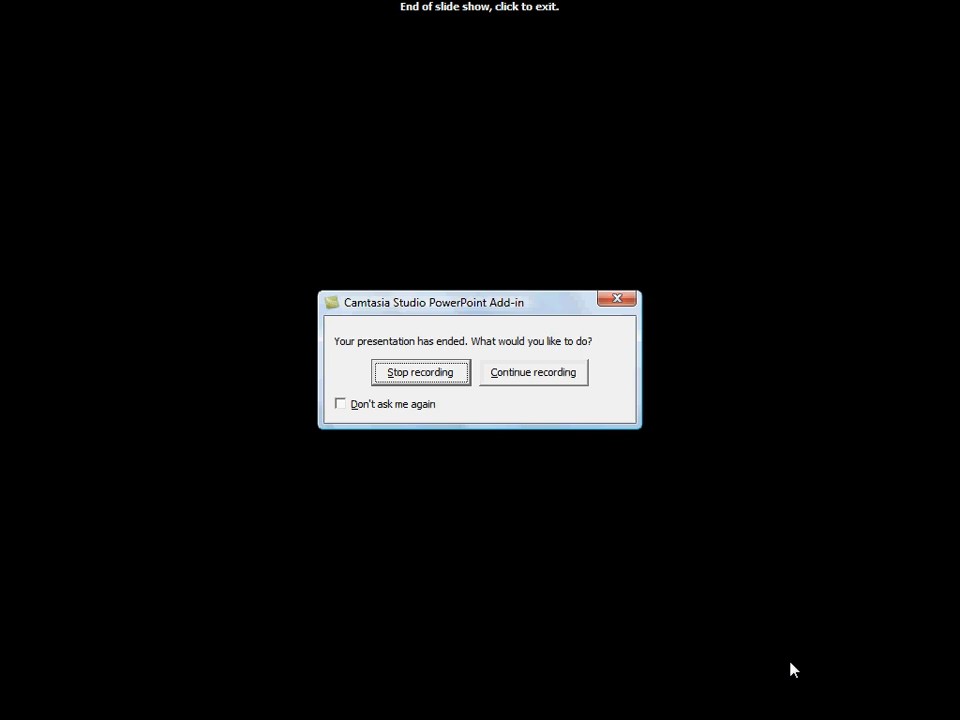 End of slide show, click to exit.
Camtasia Studio PowerPoint Add-in
Your presentation has ended. What would you like to do?
Stop recording Continue recording
Don't ask me again